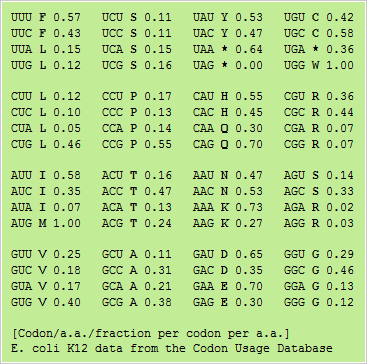 UUU F 0.57 UCU S 0.11 UAU Y 0.53 UGU C 0.42
UUC F 0.43 UCC S 0.11 UAC Y 0.47 UGC C 0.58
UUA L 0.15 UCA S 0.15 UAA * 0.64 UGA * 0.36
UUG L 0.12 UCG S 0.16 UAG * 0.00 UGG W 1.00
CUU L 0.12 CCU P 0.17 CAU H 0.55 CGU R 0.36
CUC L 0.10 CCC P 0.13 CAC H 0.45 CGC R 0.44
CUA L 0.05 CCA P 0.14 CAA Q 0.30 CGA R 0.07
CUG L 0.46 CCG P 0.55 CAG Q 0.70 CGG R 0.07
AUU I 0.58 ACU T 0.16 AAU N 0.47 AGU S 0.14
AUC I 0.35 ACC T 0.47 AAC N 0.53 AGC S 0.33
AUA I 0.07 ACA T 0.13 AAA K 0.73 AGA R 0.02
AUG M 1.00 ACG T 0.24 AAG K 0.27 AGG R 0.03
GUU V 0.25 GCU A 0.11 GAU D 0.65 GGU G 0.29
GUC V 0.18 GCC A 0.31 GAC D 0.35 GGC G 0.46
GUA V 0.17 GCA A 0.21 GAA E 0.70 GGA G 0.13
GUG V 0.40 GCG A 0.38 GAG E 0.30 GGG G 0.12
[Codon/a.a./fraction per codon per a.a.]
E. coli K12 data from the Codon Usage Database